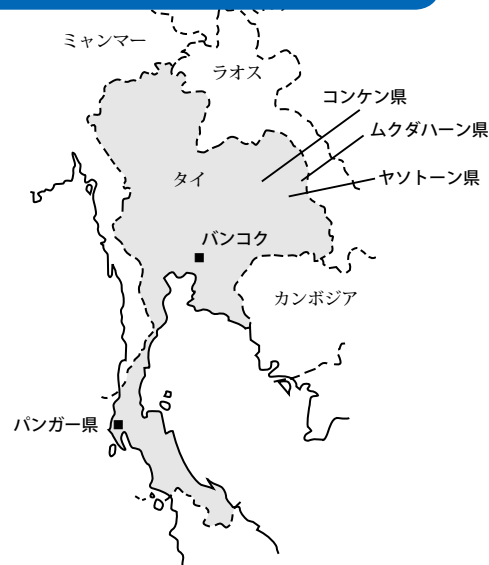 ミャンマー
ラオス
コンケン県
ムクダハーン県
ヤソトーン県
タイ
バンコク
カンボジア
パンガー県